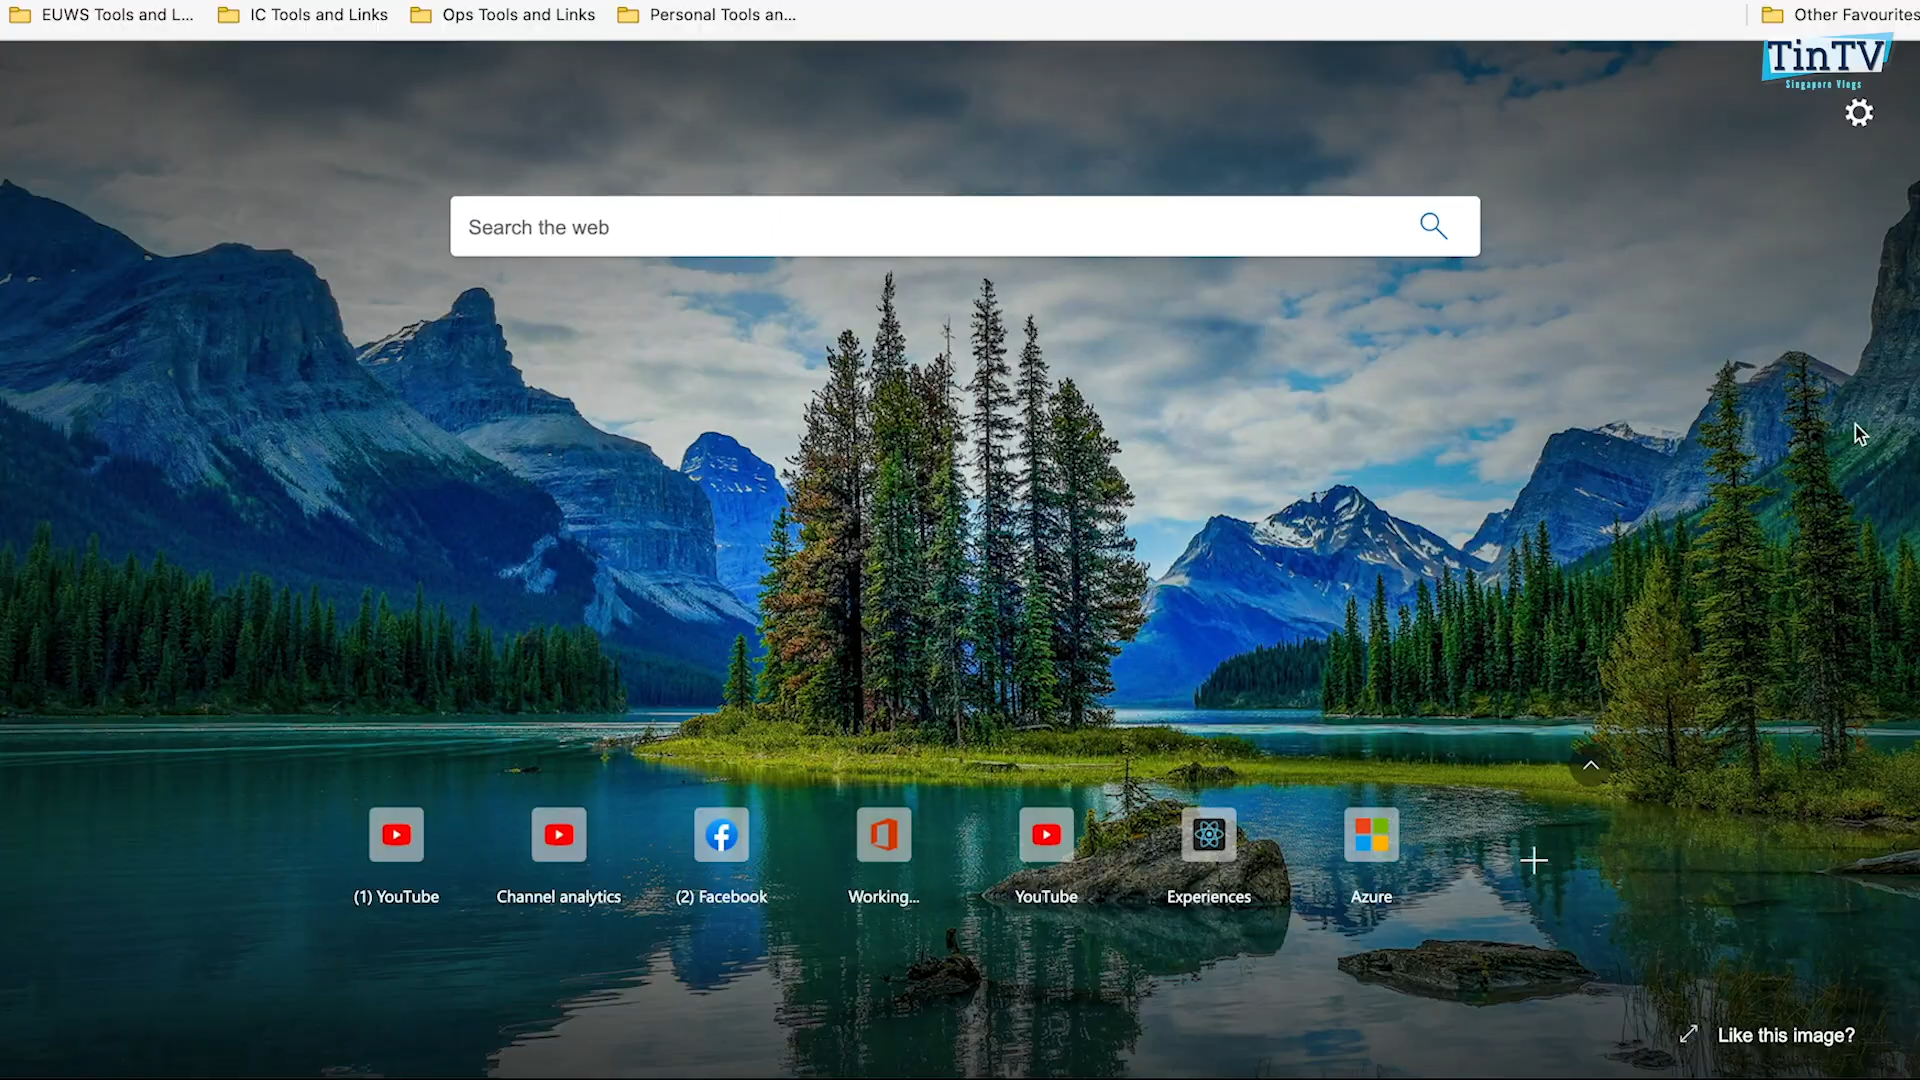 EUWS Tools and L...
IC Tools and Links
Ops Tools and Links
Personal Tools an...
Other Favourites
TinTV
Singapore Vlogs
Search the web
(1) YouTube
Channel analytics
(2) Facebook
Working...
YouTube
Experiences
Azure
Like this image?